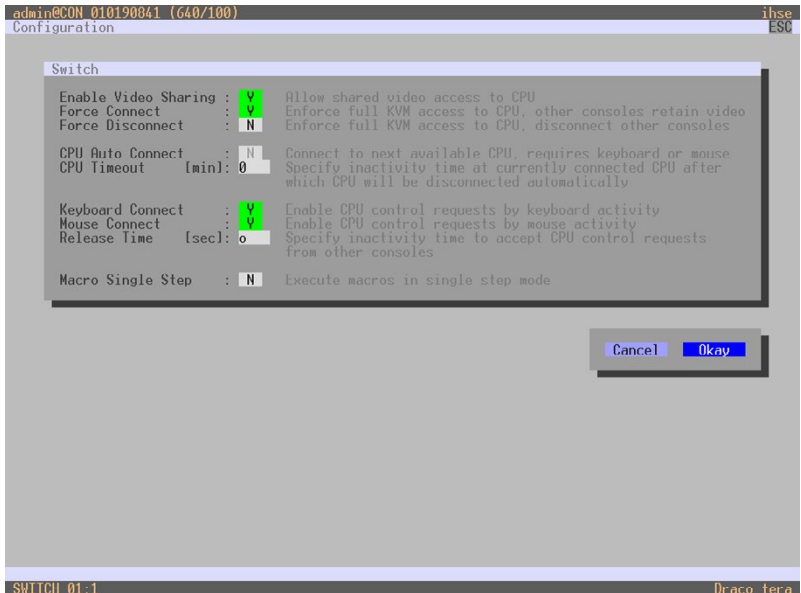 admin@CON_010190841 (640/100) ihse
Configuration ESC
Switch
Enable Video Sharing : Y Allow shared video access to CPU
Force Connect : Y Enforce full KVM access to CPU, other consoles retain video
Force Disconnect : N Enforce full KVM access to CPU, disconnect other consoles
CPU Auto Connect : N Connect to next available CPU, requires keyboard or mouse
CPU Timeout [min]: 0 Specify inactivity time at currently connected CPU after
which CPU will be disconnected automatically
Keyboard Connect : Y Enable CPU control requests by keyboard activity
Mouse Connect : Y Enable CPU control requests by mouse activity
Release Time [sec]: o Specify inactivity time to accept CPU control requests
from other consoles
Macro Single Step : N Execute macros in single step mode
Cancel Okay
SWITCH 01:1 Draco tera